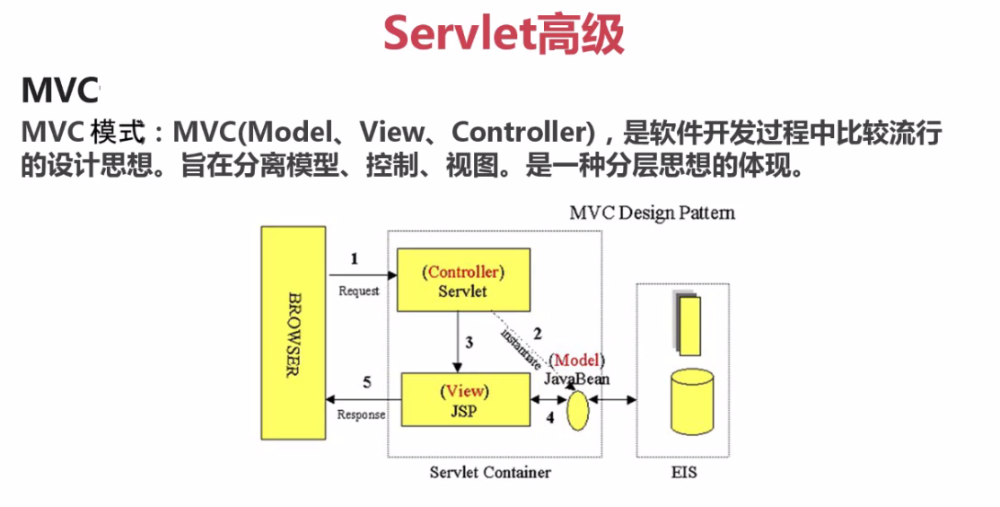 Servlet高级
MVC
MVC 模式：MVC(Model、View、Controller)，是软件开发过程中比较流行
的设计思想。旨在分离模型、控制、视图。是一种分层思想的体现。
MVC Design Pattern
BROWSER
1
Request
(Controller)
Servlet
2
instantiate
3
(Model)
JavaBean
(View)
JSP
4
5
Response
Servlet Container
EIS